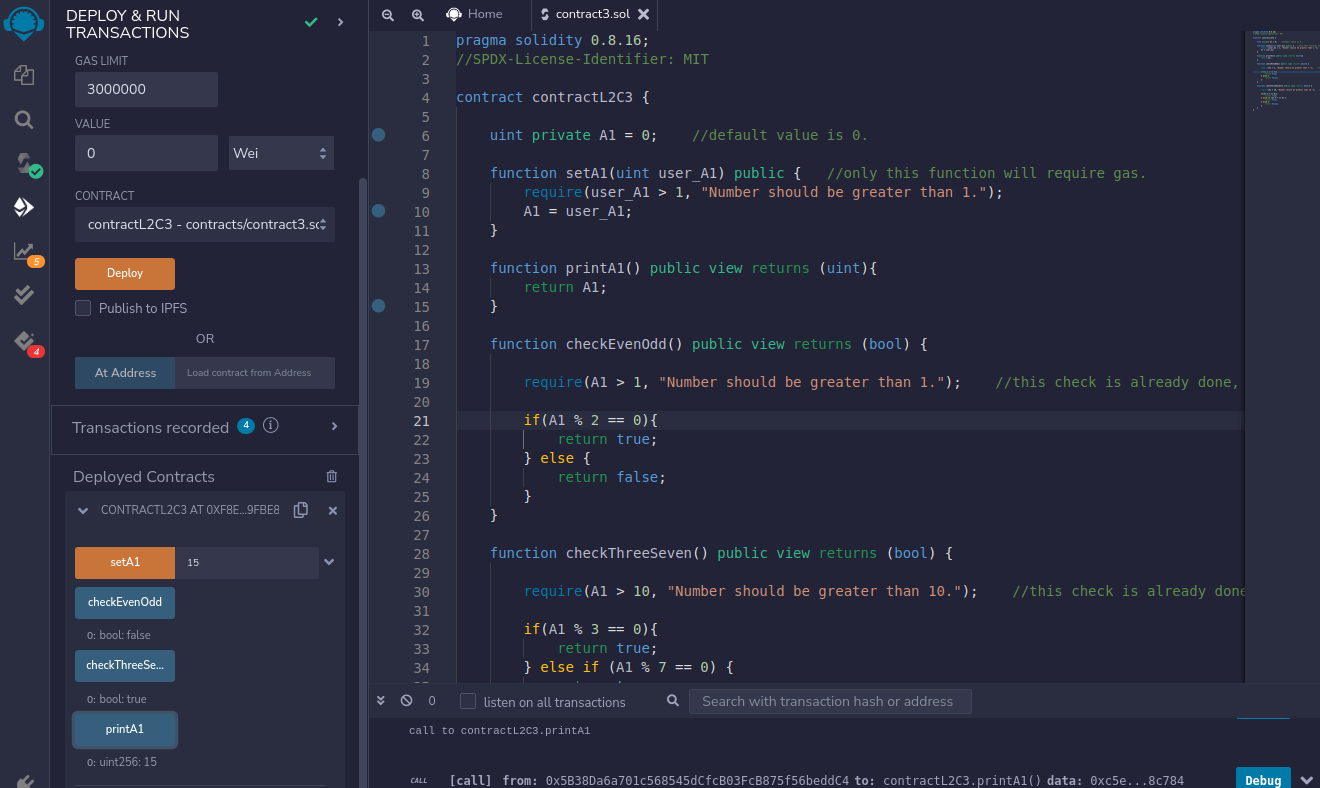 DEPLOY & RUN
TRANSACTIONS
GAS LIMIT
3000000
VALUE
0 Wei
CONTRACT
contractL2C3 - contracts/contract3.sc
Deploy
Publish to IPFS
OR
At Address Load contract from Address
Transactions recorded 4 i
Deployed Contracts
CONTRACTL2C3 AT 0XF8E...9FBE8
setA1 15
checkEvenOdd
0: bool: false
checkThreeSe...
0: bool: true
printA1
0: uint256: 15
5
4
Home contract3.sol
1 pragma solidity 0.8.16;
2 //SPDX-License-Identifier: MIT
3
4 contract contractL2C3 {
5
6 uint private A1 = 0; //default value is 0.
7
8 function setA1(uint user_A1) public { //only this function will require gas.
9 require(user_A1 > 1, "Number should be greater than 1.");
10 A1 = user_A1;
11 }
12
13 function printA1() public view returns (uint){
14 return A1;
15 }
16
17 function checkEvenOdd() public view returns (bool) {
18
19 require(A1 > 1, "Number should be greater than 1."); //this check is already done,
20
21 if(A1 % 2 == 0){
22 return true;
23 } else {
24 return false;
25 }
26 }
27
28 function checkThreeSeven() public view returns (bool) {
29
30 require(A1 > 10, "Number should be greater than 10."); //this check is already done
31
32 if(A1 % 3 == 0){
33 return true;
34 } else if (A1 % 7 == 0) {
0 listen on all transactions Search with transaction hash or address
call to contractL2C3.printA1
CALL [call] from: 0x5B38Da6a701c568545dCfcB03FcB875f56beddC4 to: contractL2C3.printA1() data: 0xc5e...8c784 Debug